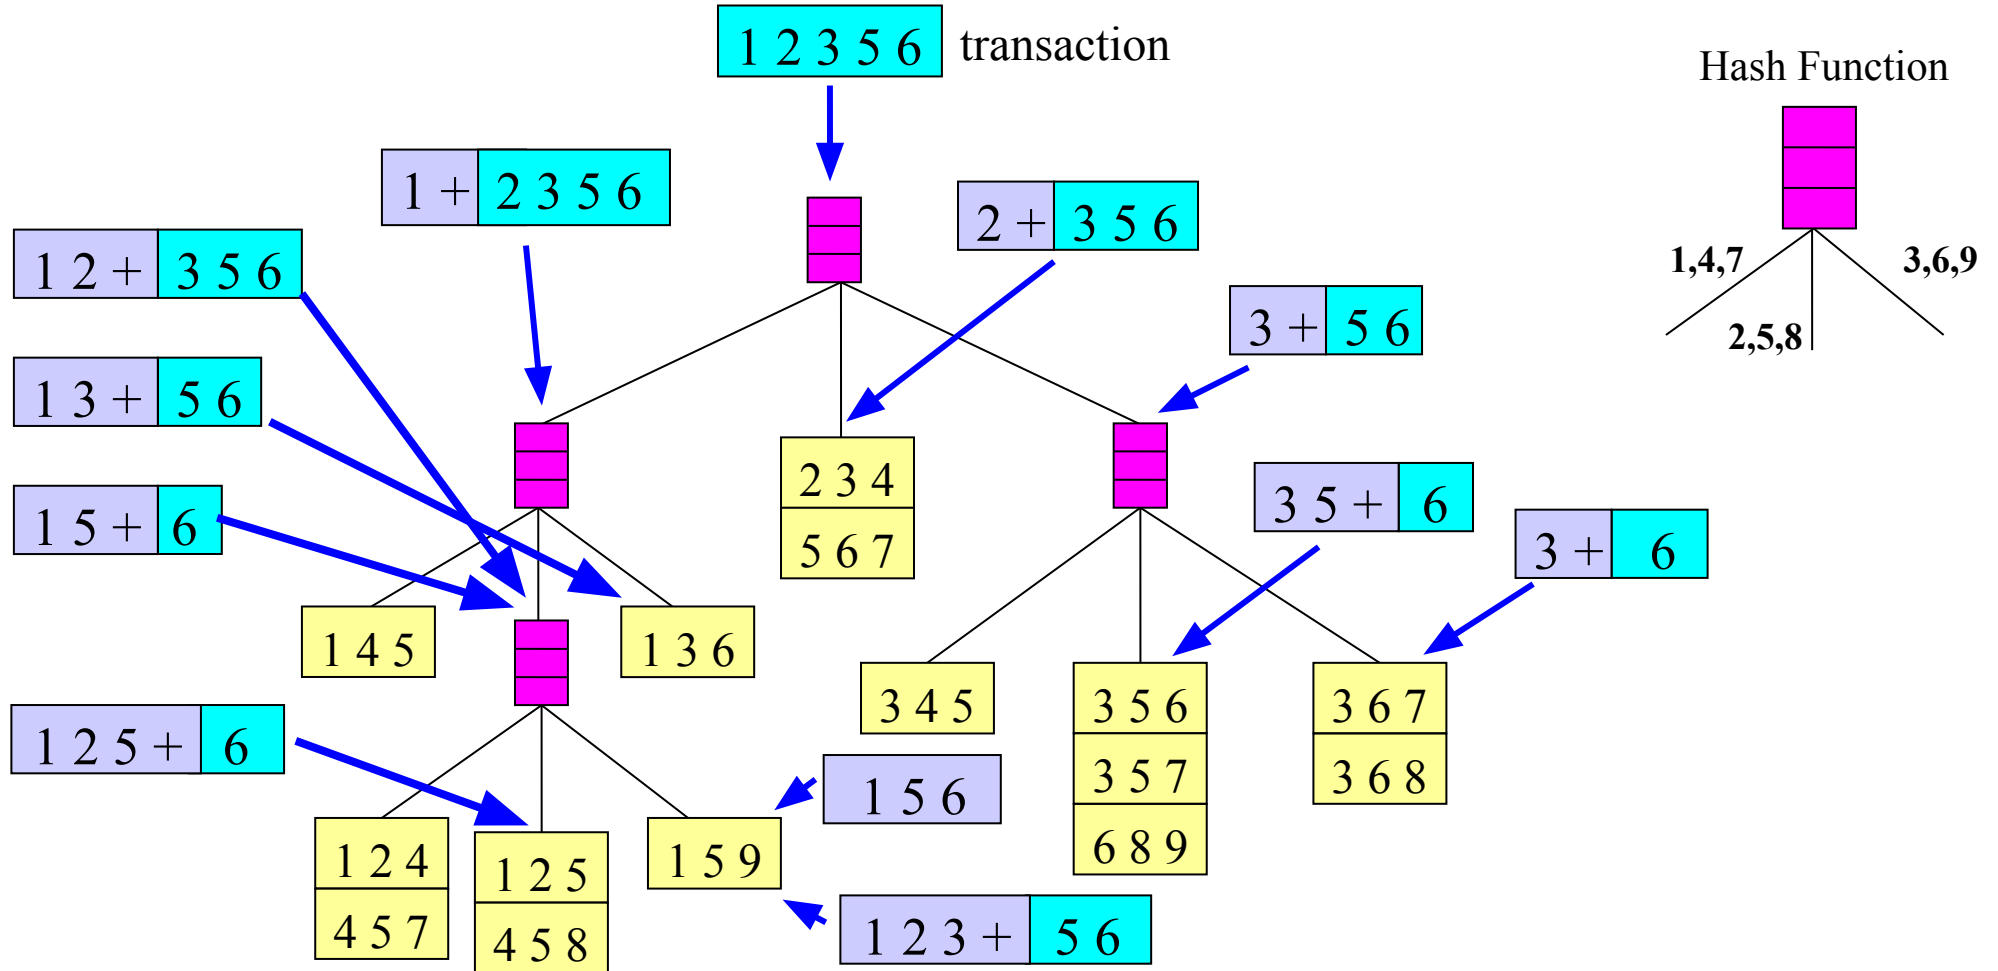 1 2 3 5 6 transaction
Hash Function
1 + 2 3 5 6
2 + 3 5 6
1 2 + 3 5 6
1,4,7
3,6,9
3 + 5 6
2,5,8
1 3 + 5 6
2 3 4
3 5 + 6
1 5 + 6
5 6 7
3 + 6
1 4 5
1 3 6
3 4 5
3 5 6
3 6 7
1 2 5 + 6
3 5 7
3 6 8
1 5 6
1 2 4
1 2 5
1 5 9
6 8 9
4 5 7
4 5 8
1 2 3 + 5 6